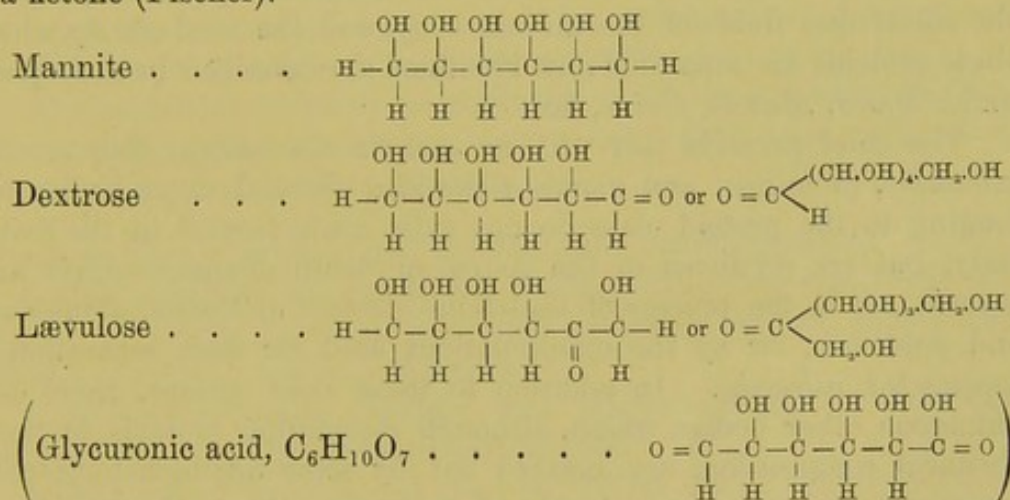 a ketone (Fischer).
OH OH OH OH OH OH
Mannite . . . . H–C–C–C–C–C–C–H
H H H H H H
OH OH OH OH OH
Dextrose . . . H–C–C–C–C–C–C=O or O=C
(CH.OH)₄.CH₂.OH
H
H H H H H H
OH OH OH OH OH
Lævulose . . . . H–C–C–C–C–C–C–H or O=C
(CH.OH)₃.CH₂.OH
CH₂.OH
H H H H O H
OH OH OH OH OH
(Glycuronic acid, C₆H₁₀O₇ . . . . . O=C–C–C–C–C–C=O)
H H H H H